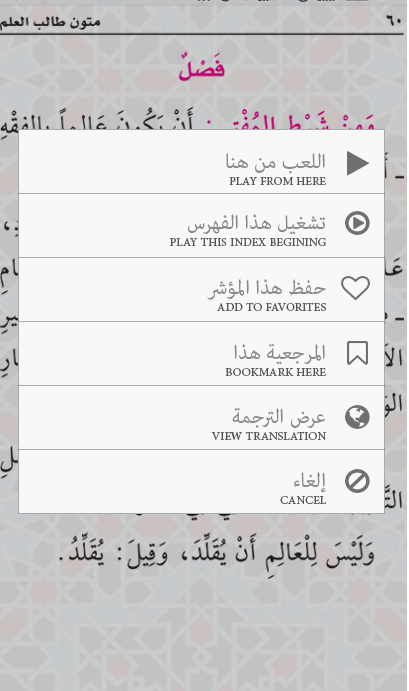 متون طالب العلم
٦٠
فَصْلٌ
وَمِنْ شَرْطِ المُفْتِي: أَنْ يَكُونَ عَالِماً بِالفِقْهِ
اللعب من هنا
PLAY FROM HERE
تشغيل هذا الفهرس
PLAY THIS INDEX BEGINING
حفظ هذا المؤشر
ADD TO FAVORITES
المرجعية هذا
BOOKMARK HERE
عرض الترجمة
VIEW TRANSLATION
إلغاء
CANCEL
وَلَيْسَ لِلْعَالِمِ أَنْ يُقَلِّدَ، وَقِيلَ: يُقَلِّدُ.